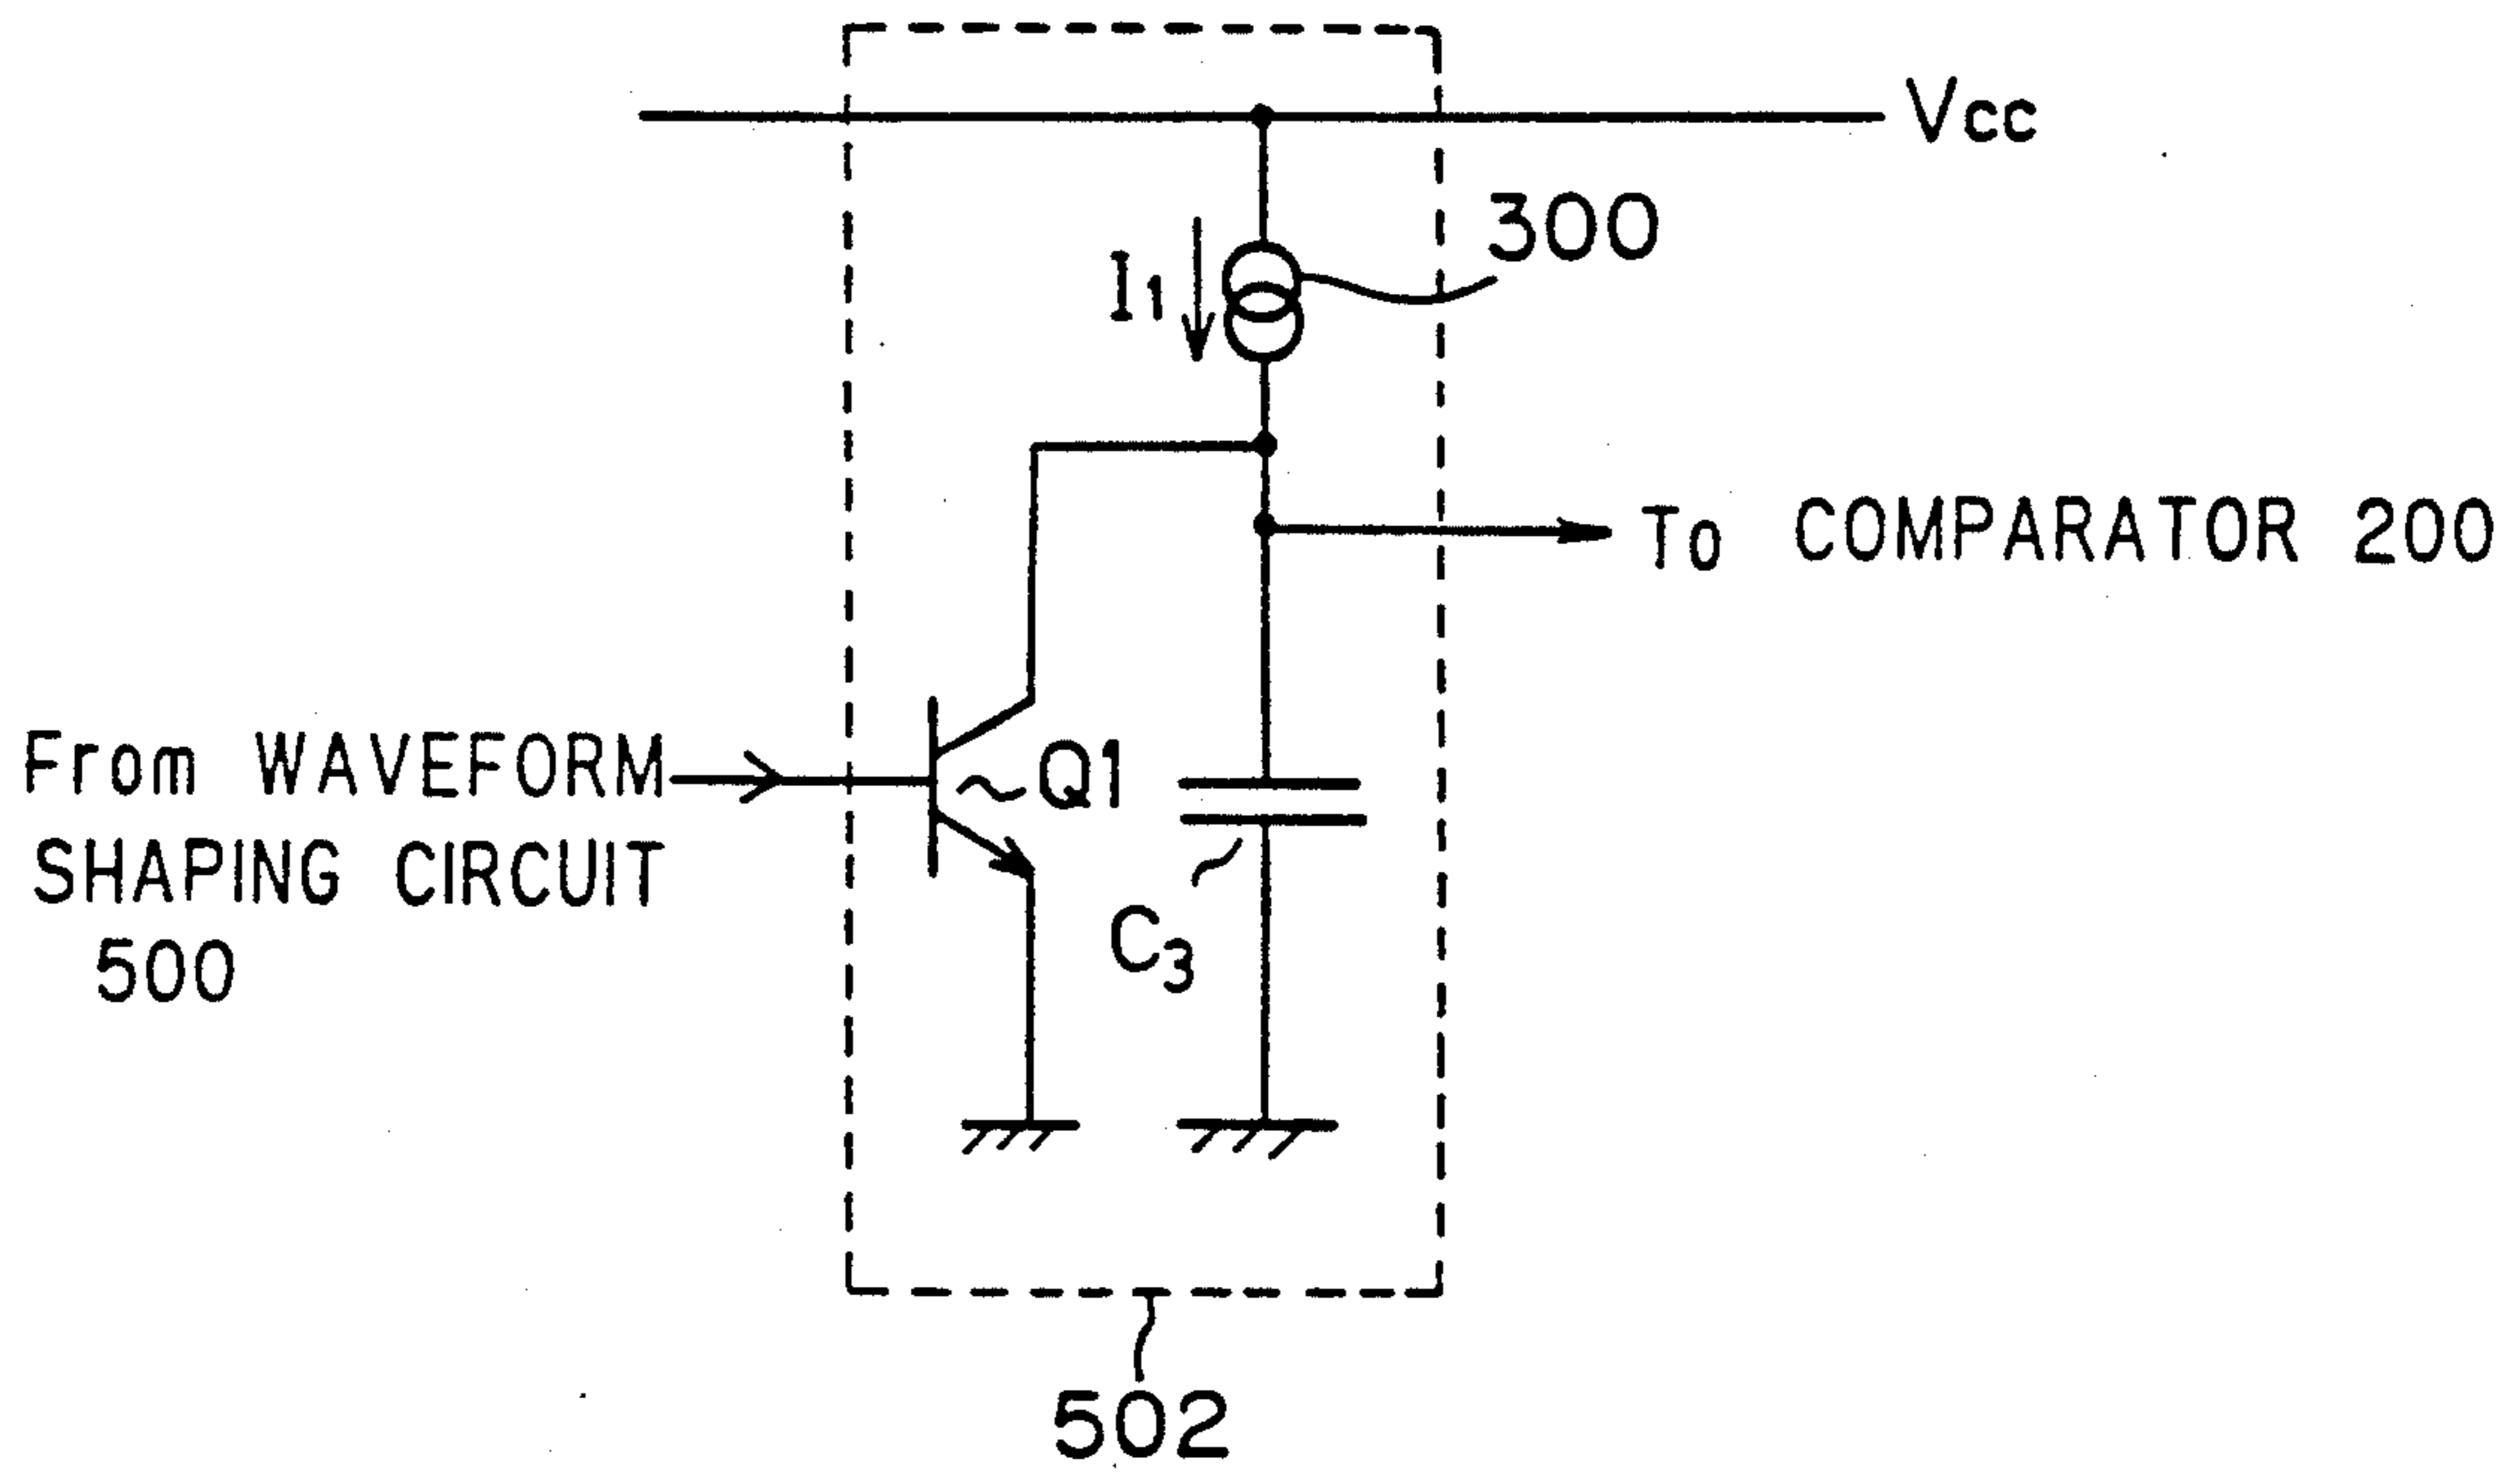 Vcc
300
I1
To COMPARATOR 200
From WAVEFORM
SHAPING CIRCUIT
500
Q1
C3
502